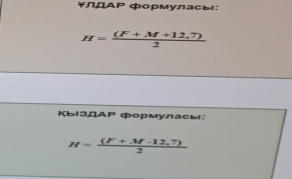 ҰЛДАР формуласы:
H = (F + M +12,7) / 2
ҚЫЗДАР формуласы:
H = (F + M -12,7) / 2